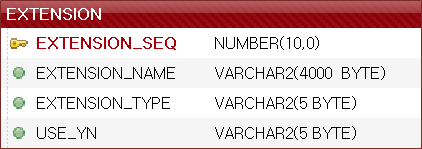 EXTENSION
EXTENSION_SEQ NUMBER(10,0)
EXTENSION_NAME VARCHAR2(4000 BYTE)
EXTENSION_TYPE VARCHAR2(5 BYTE)
USE_YN VARCHAR2(5 BYTE)